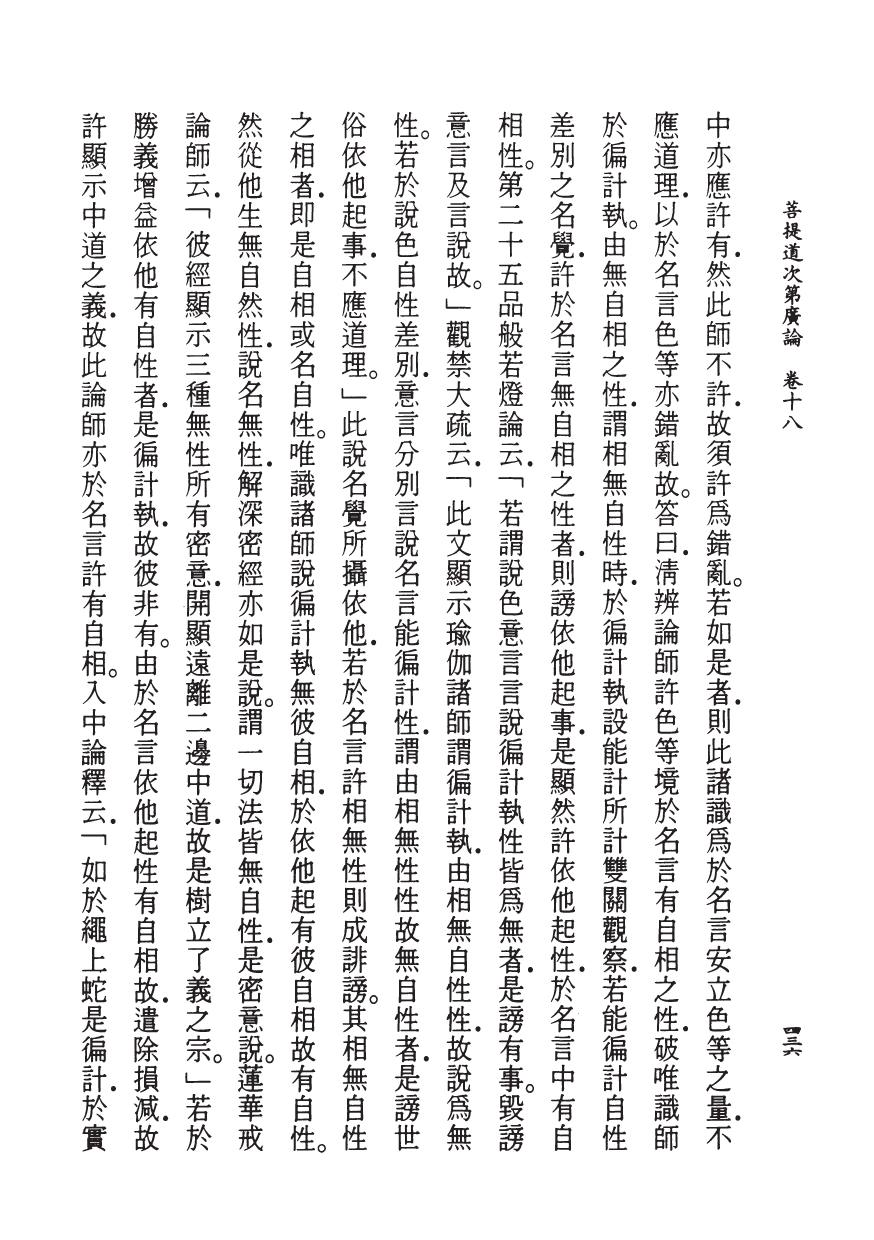 菩提道次第廣論　卷十八
四三六
中亦應許有．然此師不許．故須許爲錯亂。若如是者．則此諸識爲於名言安立色等之量．不
應道理．以於名言色等亦錯亂故。答曰．淸辨論師許色等境於名言有自相之性．破唯識師
於徧計執。由無自相之性．謂相無自性時．於徧計執設能計所計雙關觀察．若能徧計自性
差別之名覺．許於名言無自相之性者．則謗依他起事．是顯然許依他起性．於名言中有自
相性。第二十五品般若燈論云．「若謂說色意言言說徧計執性皆爲無者．是謗有事。毀謗
意言及言說故。」觀禁大疏云．「此文顯示瑜伽諸師謂徧計執．由相無自性性．故說爲無
性。若於說色自性差別．意言分別言說名言能徧計性．謂由相無性性故無自性者．是謗世
俗依他起事．不應道理。」此說名覺所攝依他．若於名言許相無性則成誹謗。其相無自性
之相者．即是自相或名自性。唯識諸師說徧計執無彼自相．於依他起有彼自相故有自性。
然從他生無自然性．說名無性．解深密經亦如是說。謂一切法皆無自性．是密意說。蓮華戒
論師云．「彼經顯示三種無性所有密意．開顯遠離二邊中道．故是樹立了義之宗。」若於
勝義增益依他有自性者．是徧計執．故彼非有。由於名言依他起性有自相故．遣除損減．故
許顯示中道之義．故此論師亦於名言許有自相。入中論釋云．「如於繩上蛇是徧計．於實